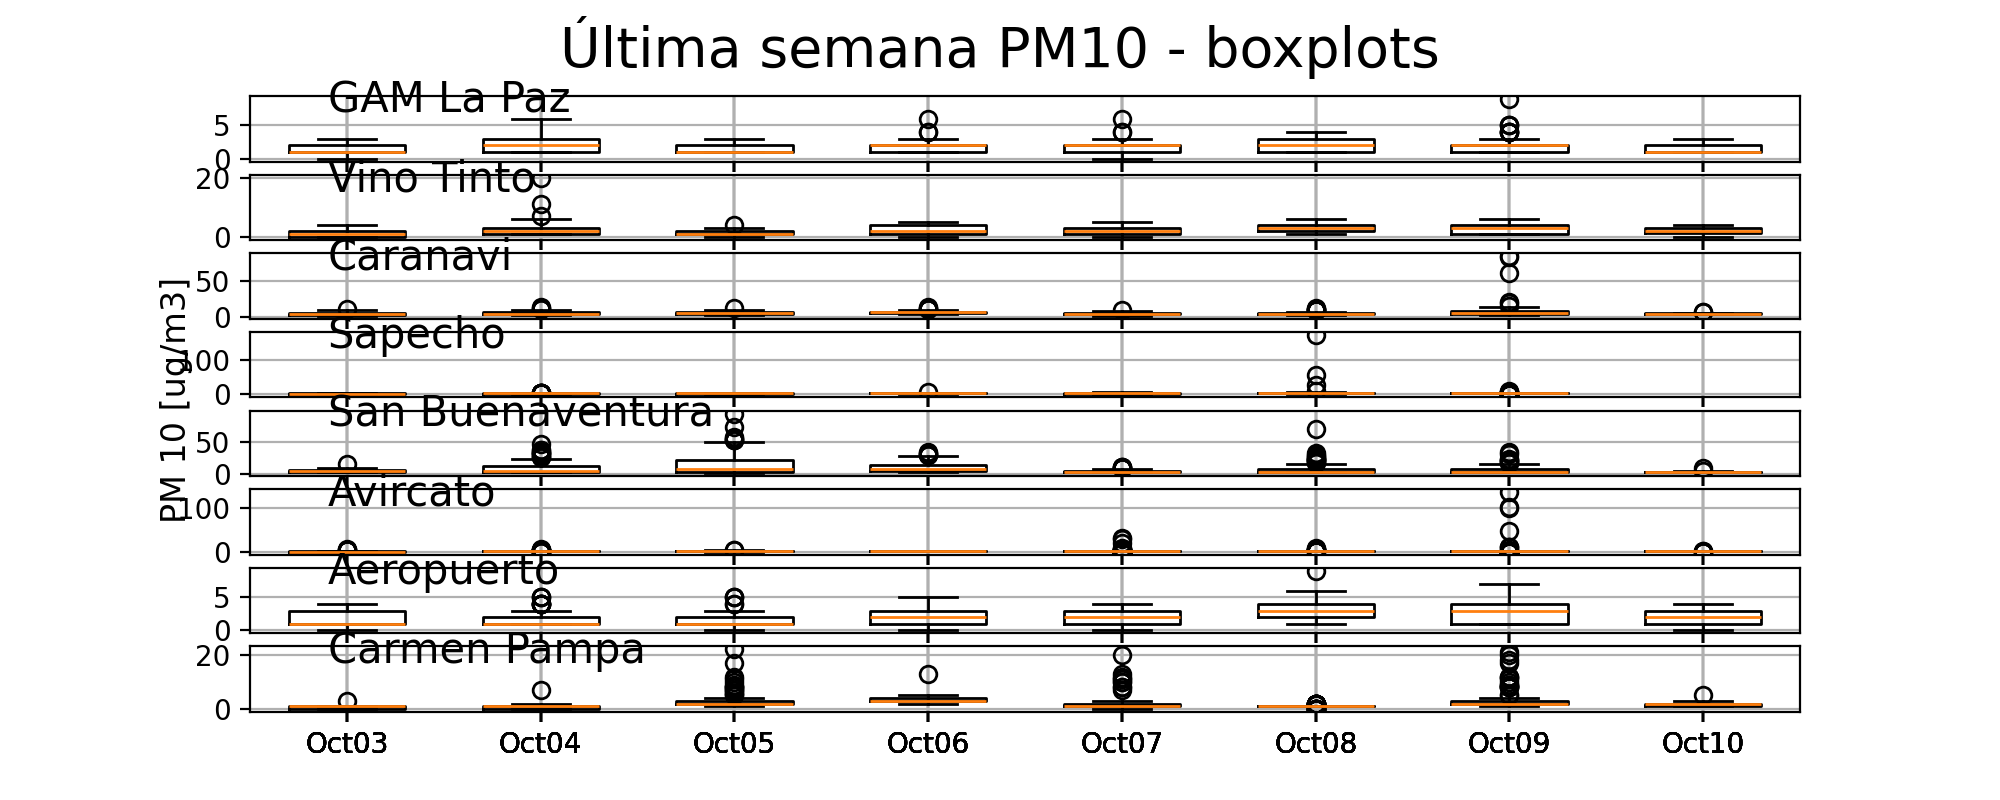 Última semana PM10 - boxplots
PM 10 [ug/m3]
GAM La Paz
5
0
Vino Tinto
20
0
Caranavi
50
0
Sapecho
100
0
San Buenaventura
50
0
Avircato
100
0
Aeropuerto
5
0
Carmen Pampa
20
0
Oct03 Oct04 Oct05 Oct06 Oct07 Oct08 Oct09 Oct10